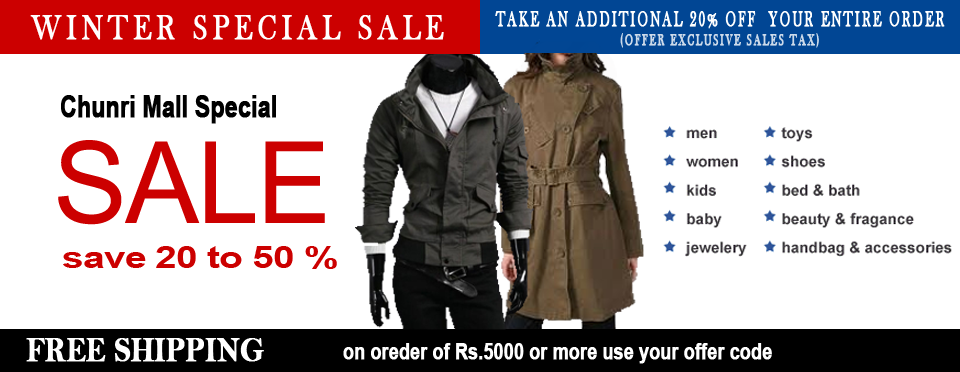 WINTER SPECIAL SALE
TAKE AN ADDITIONAL 20% OFF YOUR ENTIRE ORDER
(OFFER EXCLUSIVE SALES TAX)
Chunri Mall Special
SALE
save 20 to 50 %
men
women
kids
baby
jewelery
toys
shoes
bed & bath
beauty & fragance
handbag & accessories
FREE SHIPPING
on oreder of Rs.5000 or more use your offer code